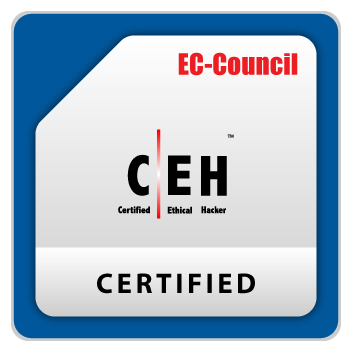 EC-Council
™
C|EH
Certified Ethical Hacker
CERTIFIED